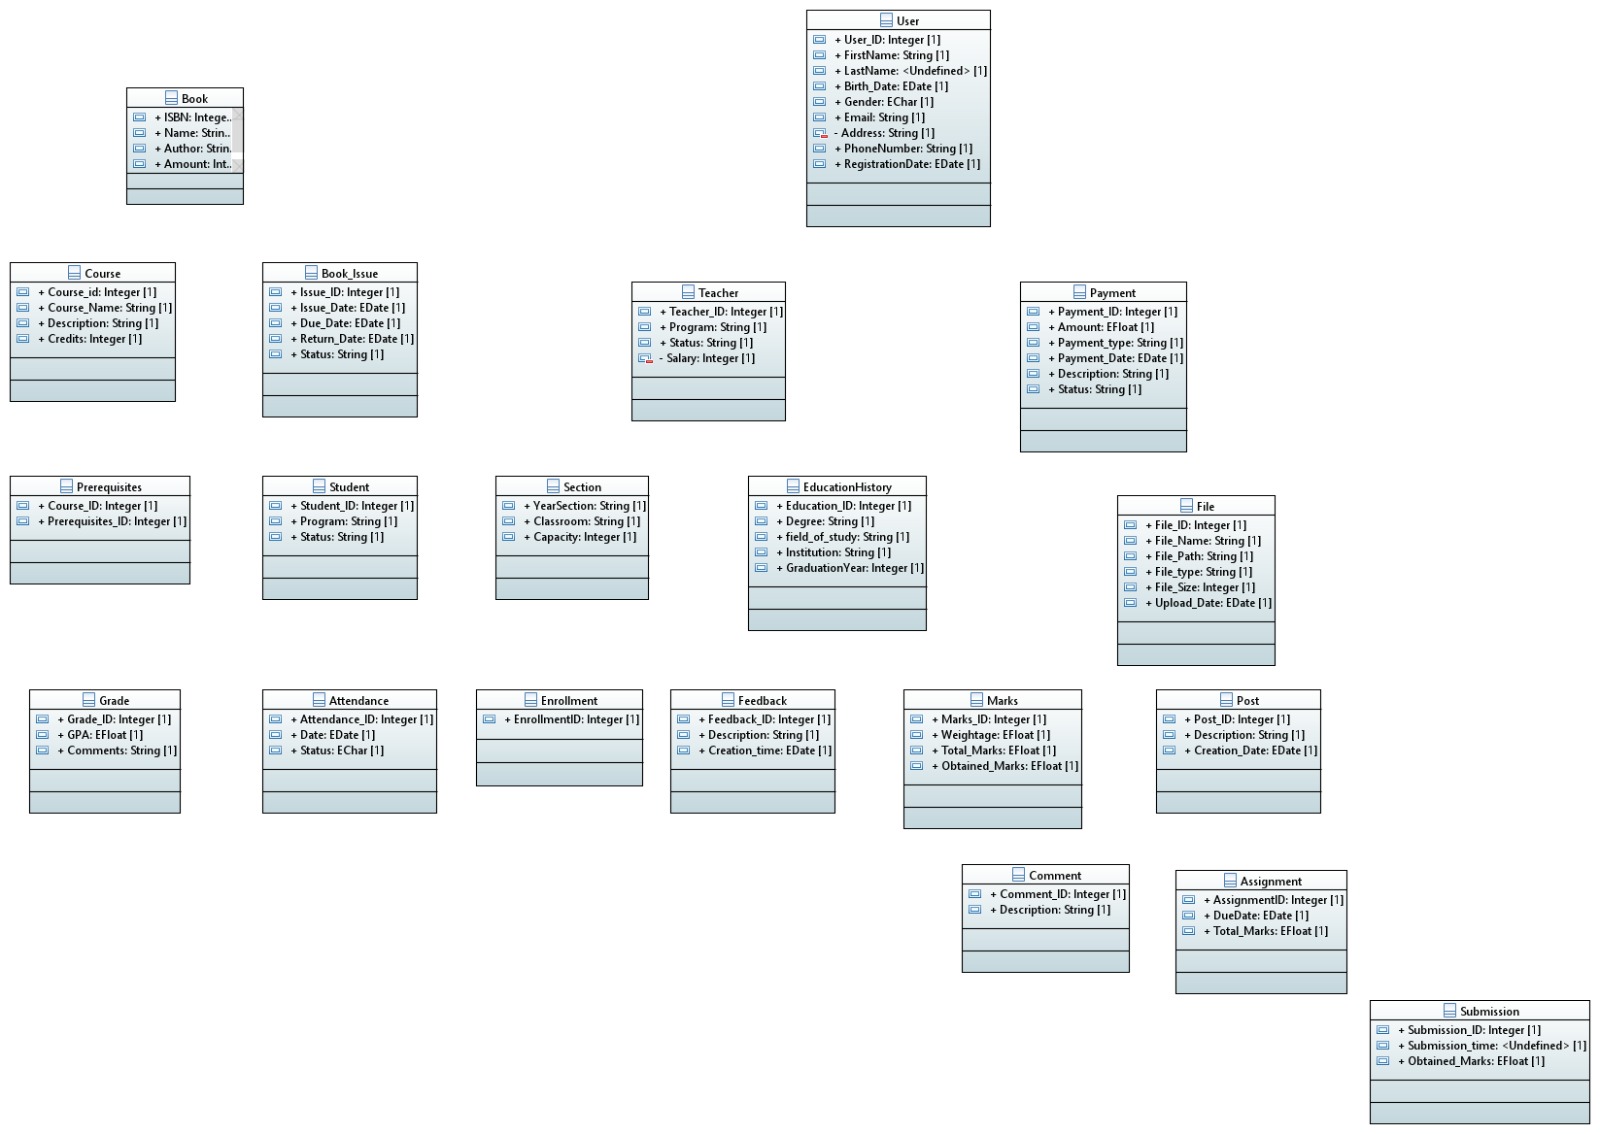 User
+ User_ID: Integer [1]
+ FirstName: String [1]
+ LastName: <Undefined> [1]
+ Birth_Date: EDate [1]
+ Gender: EChar [1]
+ Email: String [1]
- Address: String [1]
+ PhoneNumber: String [1]
+ RegistrationDate: EDate [1]
Book
+ ISBN: Intege..
+ Name: Strin..
+ Author: Strin.
+ Amount: Int..
Course
+ Course_id: Integer [1]
+ Course_Name: String [1]
+ Description: String [1]
+ Credits: Integer [1]
Book_Issue
+ Issue_ID: Integer [1]
+ Issue_Date: EDate [1]
+ Due_Date: EDate [1]
+ Return_Date: EDate [1]
+ Status: String [1]
Teacher
+ Teacher_ID: Integer [1]
+ Program: String [1]
+ Status: String [1]
- Salary: Integer [1]
Payment
+ Payment_ID: Integer [1]
+ Amount: EFloat [1]
+ Payment_type: String [1]
+ Payment_Date: EDate [1]
+ Description: String [1]
+ Status: String [1]
Prerequisites
+ Course_ID: Integer [1]
+ Prerequisites_ID: Integer [1]
Student
+ Student_ID: Integer [1]
+ Program: String [1]
+ Status: String [1]
Section
+ YearSection: String [1]
+ Classroom: String [1]
+ Capacity: Integer [1]
EducationHistory
+ Education_ID: Integer [1]
+ Degree: String [1]
+ field_of_study: String [1]
+ Institution: String [1]
+ GraduationYear: Integer [1]
File
+ File_ID: Integer [1]
+ File_Name: String [1]
+ File_Path: String [1]
+ File_type: String [1]
+ File_Size: Integer [1]
+ Upload_Date: EDate [1]
Grade
+ Grade_ID: Integer [1]
+ GPA: EFloat [1]
+ Comments: String [1]
Attendance
+ Attendance_ID: Integer [1]
+ Date: EDate [1]
+ Status: EChar [1]
Enrollment
+ EnrollmentID: Integer [1]
Feedback
+ Feedback_ID: Integer [1]
+ Description: String [1]
+ Creation_time: EDate [1]
Marks
+ Marks_ID: Integer [1]
+ Weightage: EFloat [1]
+ Total_Marks: EFloat [1]
+ Obtained_Marks: EFloat [1]
Post
+ Post_ID: Integer [1]
+ Description: String [1]
+ Creation_Date: EDate [1]
Comment
+ Comment_ID: Integer [1]
+ Description: String [1]
Assignment
+ AssignmentID: Integer [1]
+ DueDate: EDate [1]
+ Total_Marks: EFloat [1]
Submission
+ Submission_ID: Integer [1]
+ Submission_time: <Undefined> [1]
+ Obtained_Marks: EFloat [1]